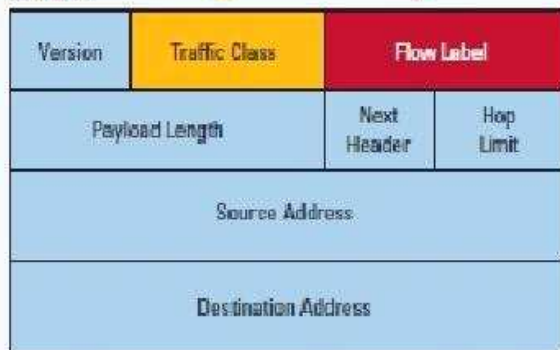 Version Traffic Class Flow Label
Payload Length Next Header Hop Limit
Source Address
Destination Address